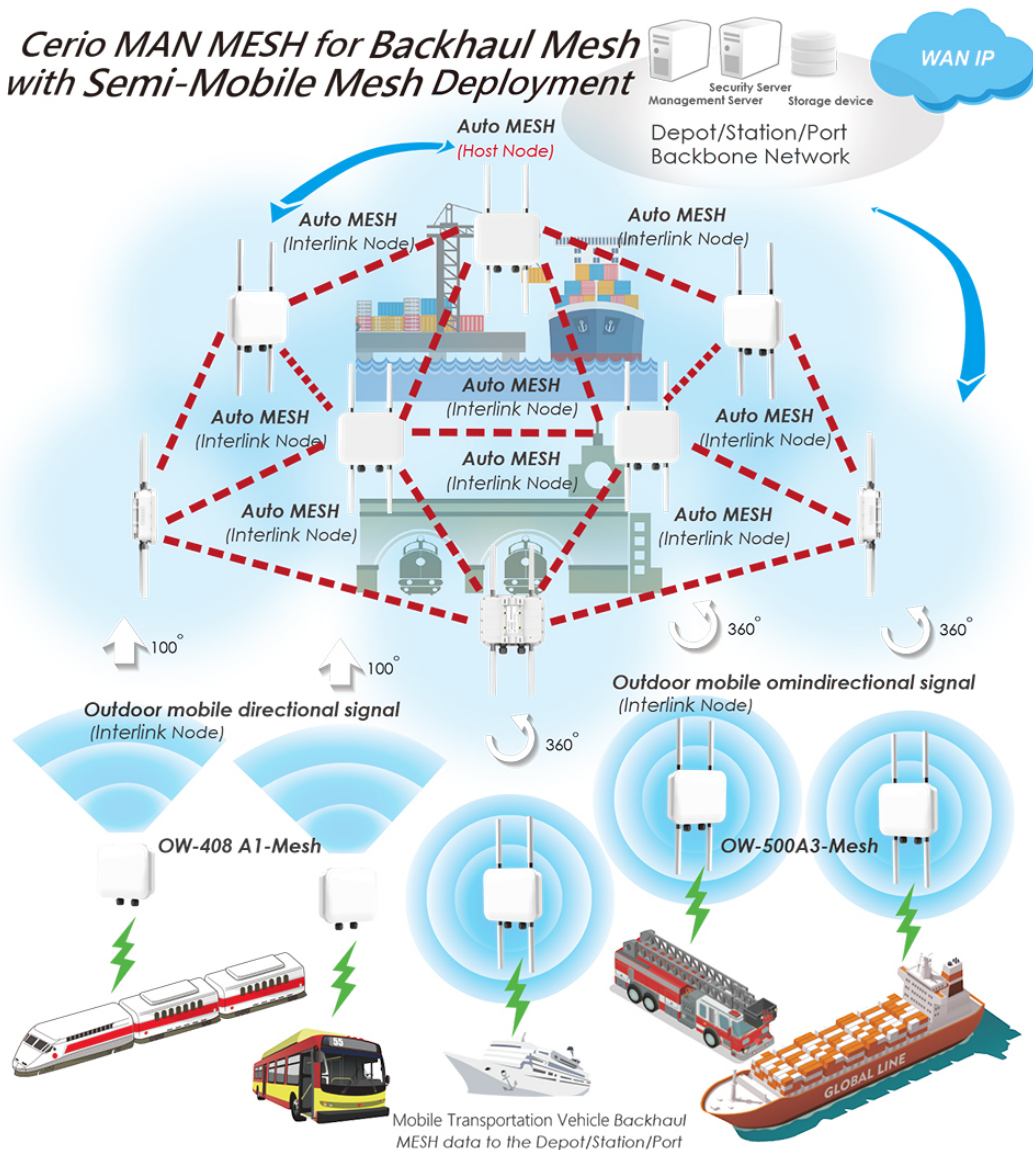 Cerio MAN MESH for Backhaul Mesh
with Semi-Mobile Mesh Deployment
WAN IP
Security Server
Management Server
Storage device
Depot/Station/Port
Backbone Network
Auto MESH
(Host Node)
Auto MESH
(Interlink Node)
Auto MESH
(Interlink Node)
Auto MESH
(Interlink Node)
Auto MESH
(Interlink Node)
Auto MESH
(Interlink Node)
Auto MESH
(Interlink Node)
Auto MESH
(Interlink Node)
Auto MESH
(Interlink Node)
100°
100°
360°
360°
Outdoor mobile directional signal
(Interlink Node)
Outdoor mobile omindirectional signal
(Interlink Node)
360°
OW-408 A1-Mesh
OW-500A3-Mesh
55
GLOBAL LINE
Mobile Transportation Vehicle Backhaul
MESH data to the Depot/Station/Port